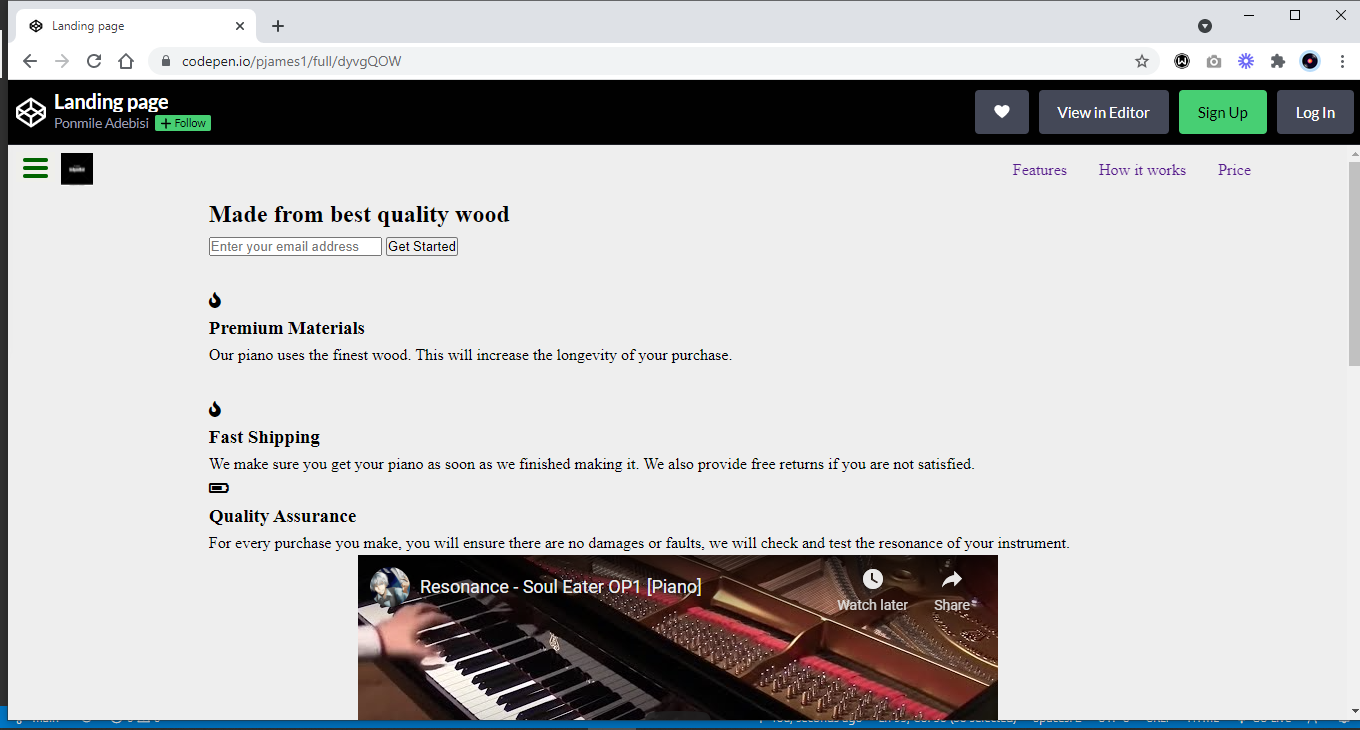 Landing page
codepen.io/pjames1/full/dyvgQOW
Landing page
Ponmile Adebisi + Follow
View in Editor Sign Up Log In
Features How it works Price
Made from best quality wood
Enter your email address Get Started
Premium Materials
Our piano uses the finest wood. This will increase the longevity of your purchase.
Fast Shipping
We make sure you get your piano as soon as we finished making it. We also provide free returns if you are not satisfied.
Quality Assurance
For every purchase you make, you will ensure there are no damages or faults, we will check and test the resonance of your instrument.
Resonance - Soul Eater OP1 [Piano]
Watch later Share